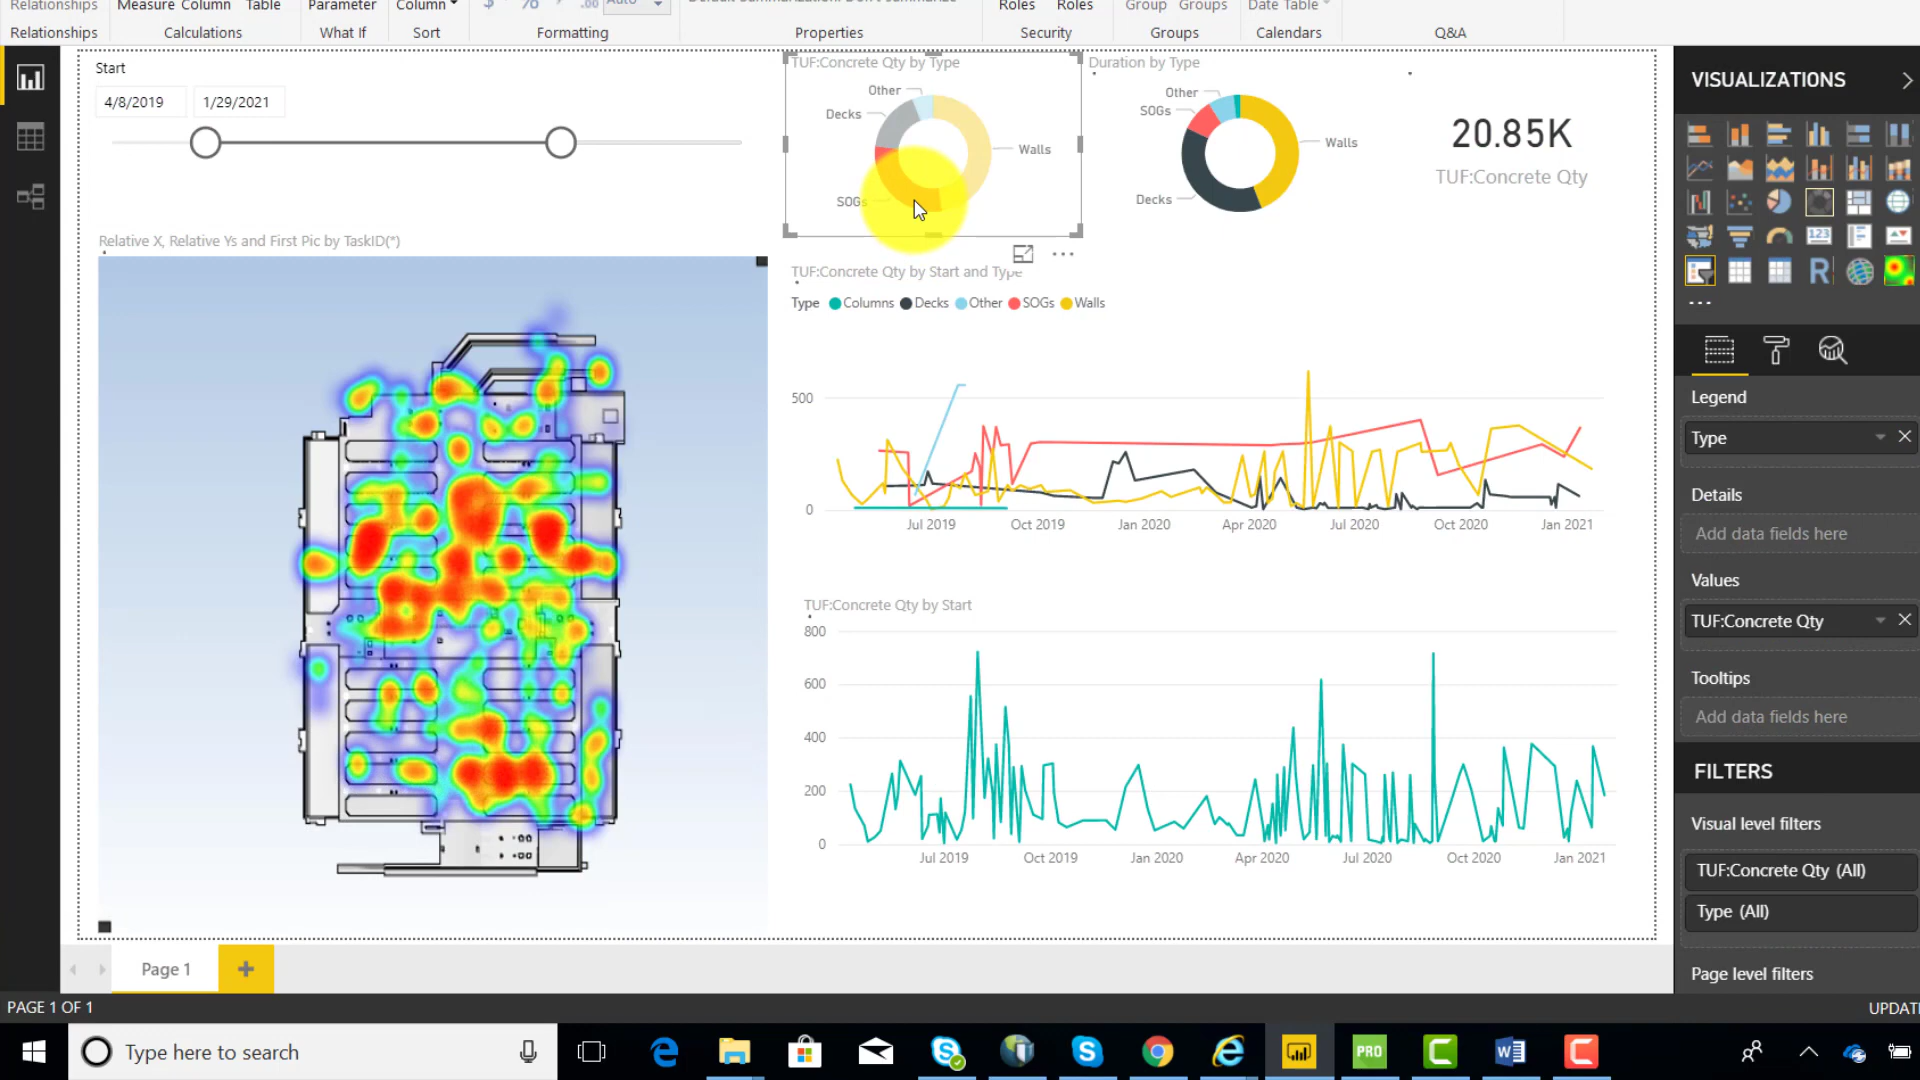 Relationships Measure Column Table Parameter Column Auto Roles Roles Group Groups Date Table
Relationships Calculations What If Sort Formatting Properties Security Groups Calendars Q&A
Start
4/8/2019 1/29/2021
TUF:Concrete Qty by Type
Other
Decks
Walls
SOGs
Duration by Type
Other
SOGs
Walls
Decks
20.85K
TUF:Concrete Qty
Relative X, Relative Ys and First Pic by TaskID(*)
TUF:Concrete Qty by Start and Type
Type Columns Decks Other SOGs Walls
500
0
Jul 2019 Oct 2019 Jan 2020 Apr 2020 Jul 2020 Oct 2020 Jan 2021
TUF:Concrete Qty by Start
800
600
400
200
0
Jul 2019 Oct 2019 Jan 2020 Apr 2020 Jul 2020 Oct 2020 Jan 2021
VISUALIZATIONS
123
R
Legend
Type
Details
Add data fields here
Values
TUF:Concrete Qty
Tooltips
Add data fields here
FILTERS
Visual level filters
TUF:Concrete Qty (All)
Type (All)
Page level filters
Page 1
PAGE 1 OF 1
Type here to search
PRO